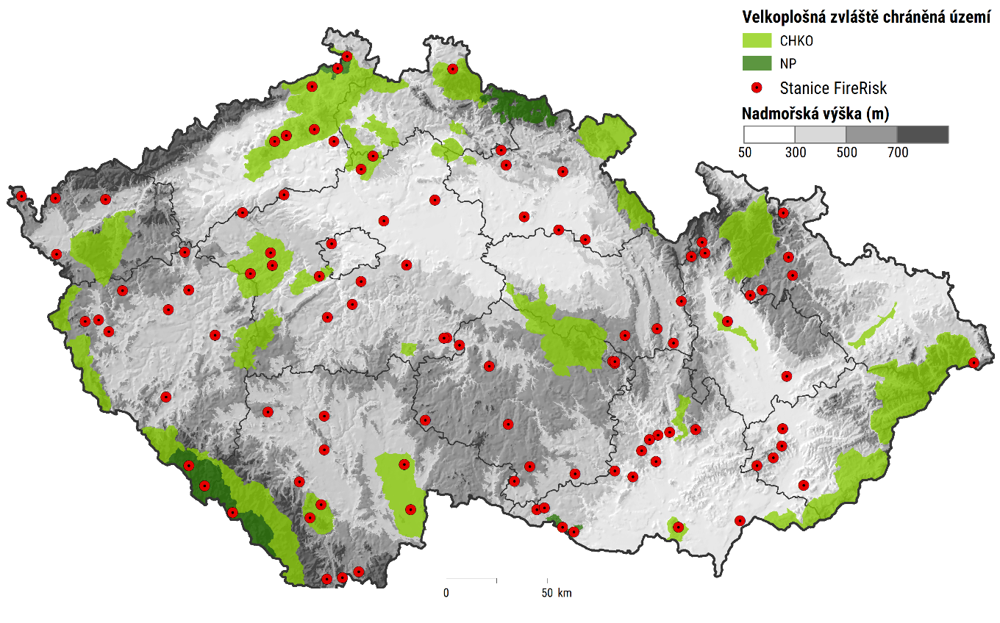 Velkoplošná zvláště chráněná území
CHKO
NP
Stanice FireRisk
Nadmořská výška (m)
50 300 500 700
0 50 km